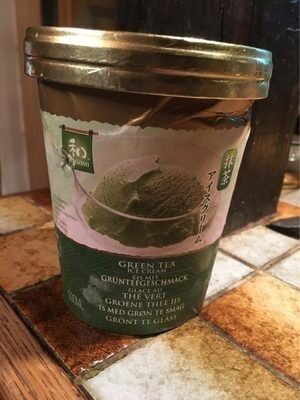 和
抹茶
アイスクリーム
GREEN TEA
ICE CREAM
EIS MIT
GRÜNTEEGESCHMACK
GLACE AU
THÉ VERT
GROENE THEE IJS
IS MED GRØN TE SMAG
GRÖNT TE GLASS